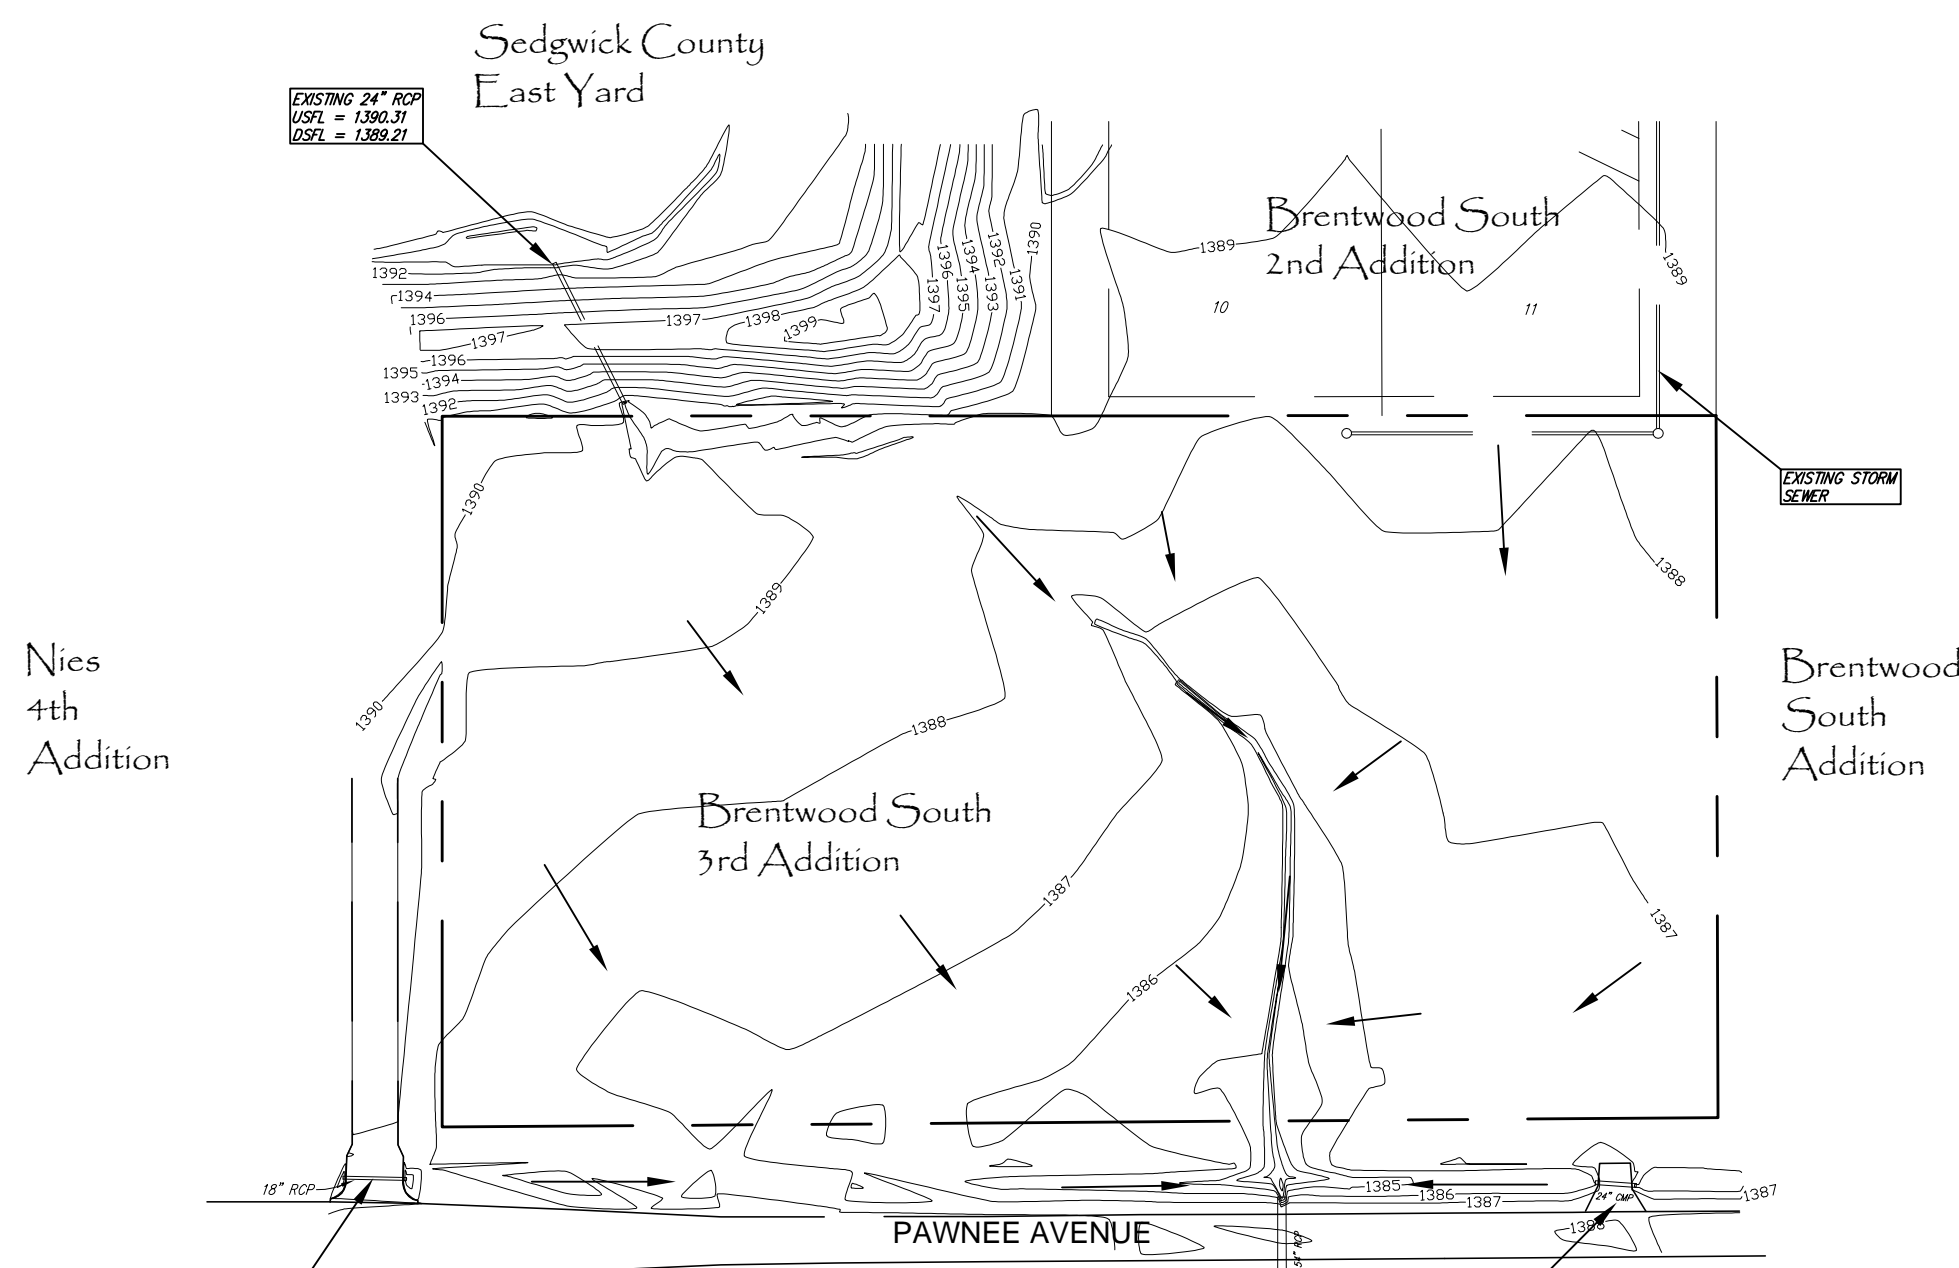 Sedgwick County
East Yard
EXISTING 24" RCP
USFL = 1390.31
DSFL = 1389.21
Brentwood South
2nd Addition
1389
1389
10
11
1390
1392
1394
1396
1397
1396
1395
1394
1393
1392
1397
1398
1399
1397
1396
1395
1394
1393
1392
1391
EXISTING STORM
SEWER
1390
1389
1388
1388
Nies
4th
Addition
1390
Brentwood
South
Addition
Brentwood South
3rd Addition
1387
1387
1386
18" RCP
1385
1386
1387
24" CMP
1387
1388
PAWNEE AVENUE
54" RCP